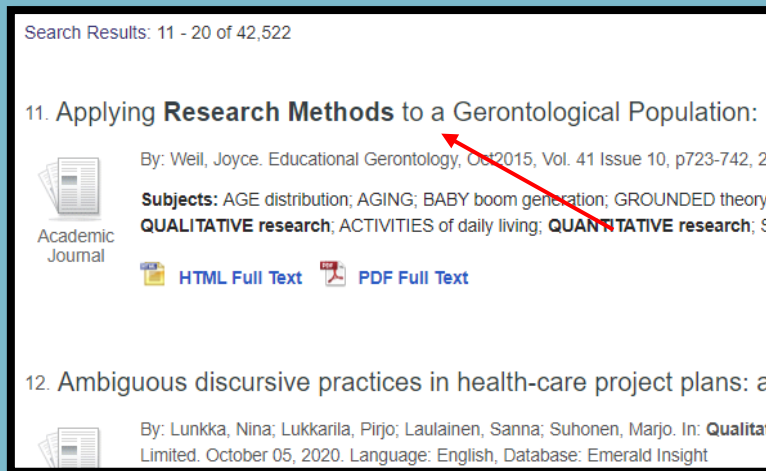 Search Results: 11 - 20 of 42,522
11. Applying Research Methods to a Gerontological Population:
By: Weil, Joyce. Educational Gerontology, Oct2015, Vol. 41 Issue 10, p723-742, 2
Subjects: AGE distribution; AGING; BABY boom generation; GROUNDED theory
QUALITATIVE research; ACTIVITIES of daily living; QUANTITATIVE research; S
Academic
Journal
HTML Full Text PDF Full Text
12. Ambiguous discursive practices in health-care project plans: a
By: Lunkka, Nina; Lukkarila, Pirjo; Laulainen, Sanna; Suhonen, Marjo. In: Qualita
Limited. October 05, 2020. Language: English, Database: Emerald Insight